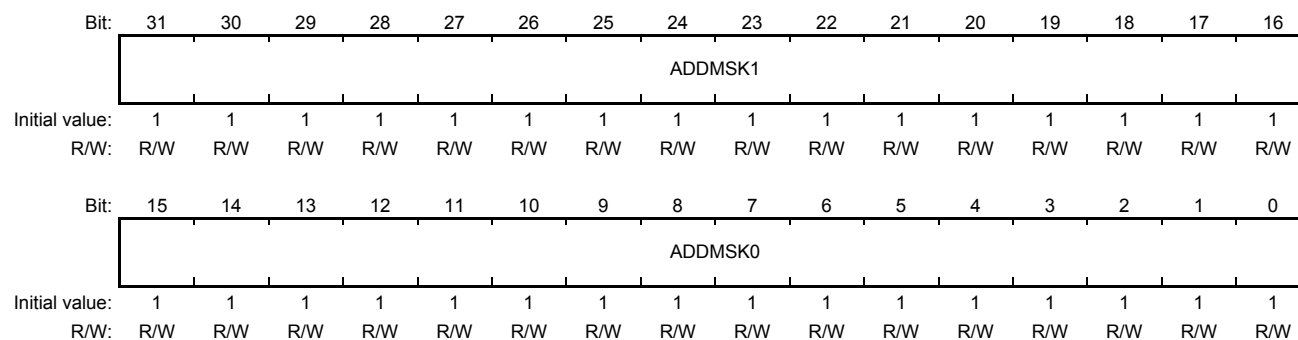 Bit: 31 30 29 28 27 26 25 24 23 22 21 20 19 18 17 16
ADDMSK1
Initial value: 1 1 1 1 1 1 1 1 1 1 1 1 1 1 1 1
R/W: R/W R/W R/W R/W R/W R/W R/W R/W R/W R/W R/W R/W R/W R/W R/W R/W
Bit: 15 14 13 12 11 10 9 8 7 6 5 4 3 2 1 0
ADDMSK0
Initial value: 1 1 1 1 1 1 1 1 1 1 1 1 1 1 1 1
R/W: R/W R/W R/W R/W R/W R/W R/W R/W R/W R/W R/W R/W R/W R/W R/W R/W